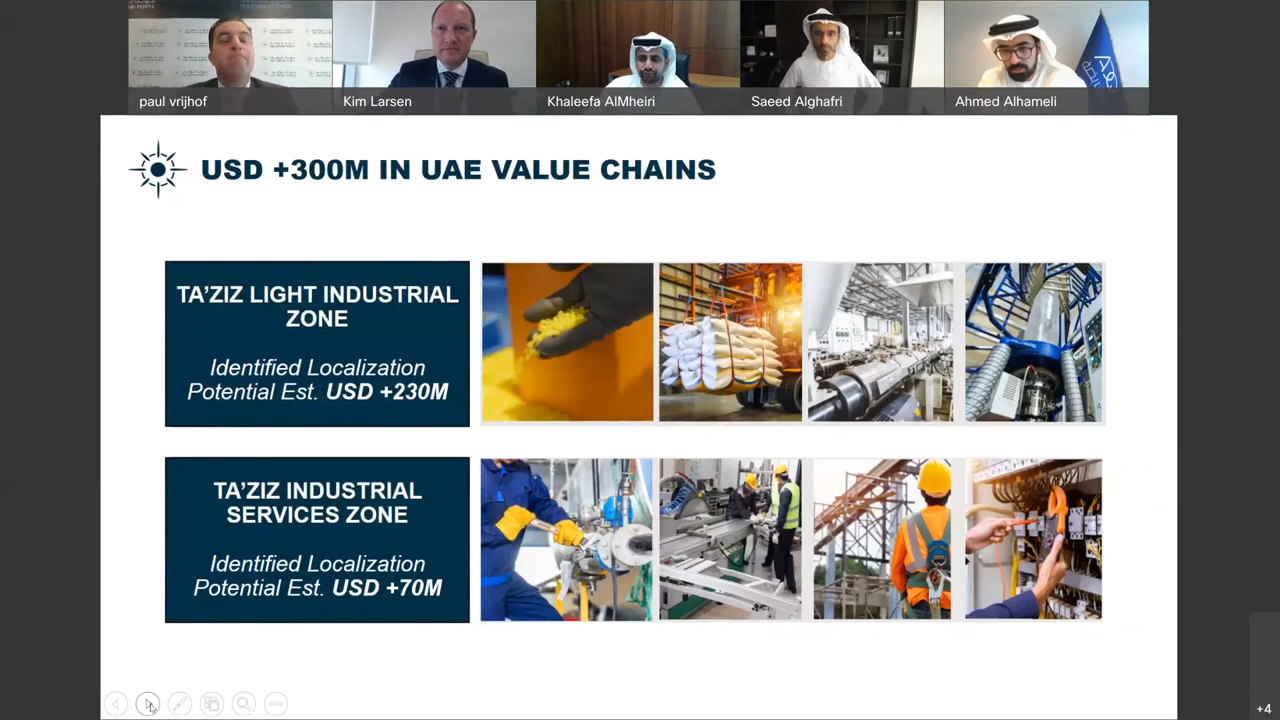 paul vrijhof
Kim Larsen
Khaleefa AlMheiri
Saeed Alghafri
Ahmed Alhameli
USD +300M IN UAE VALUE CHAINS
TA'ZIZ LIGHT INDUSTRIAL
ZONE
Identified Localization
Potential Est. USD +230M
TA'ZIZ INDUSTRIAL
SERVICES ZONE
Identified Localization
Potential Est. USD +70M
+4